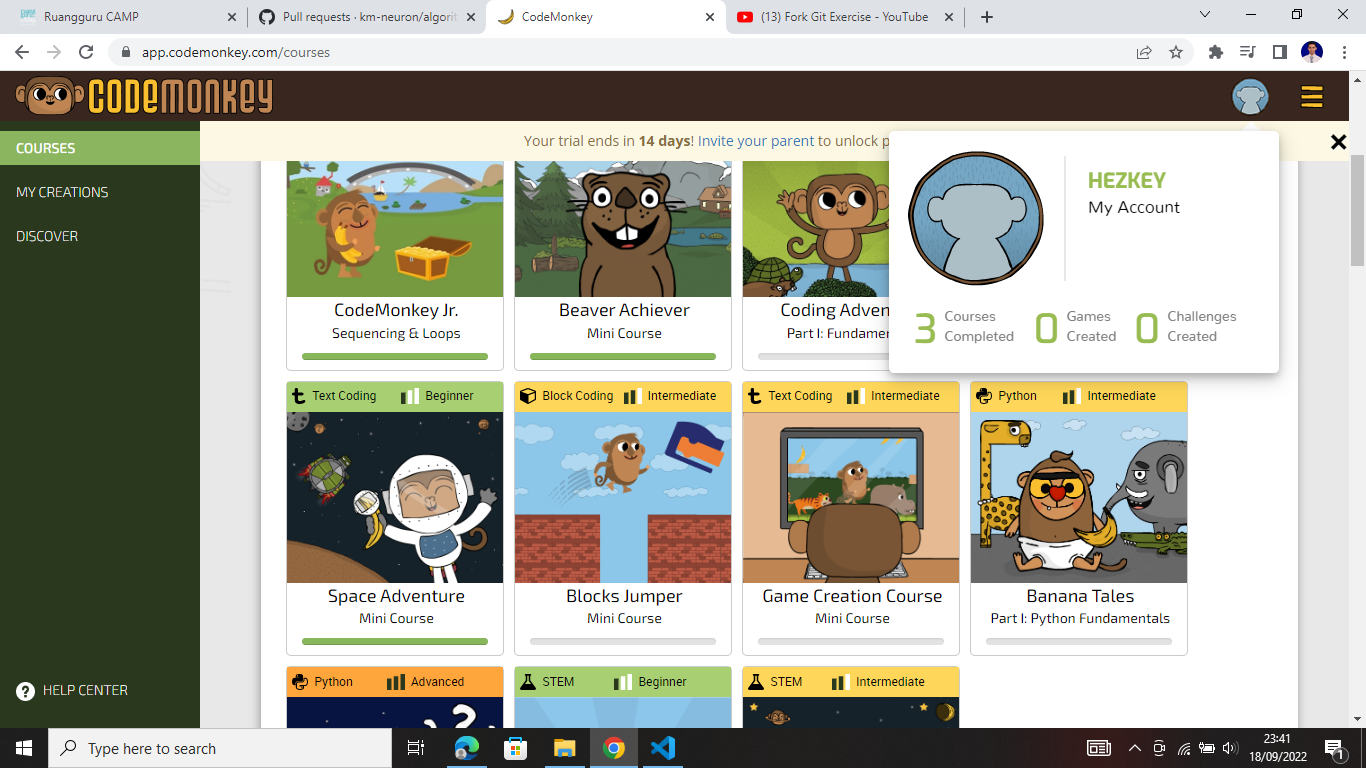 Ruangguru CAMP
Pull requests · km-neuron/algorit
CodeMonkey
(13) Fork Git Exercise - YouTube
app.codemonkey.com/courses
CODEMONKEY
COURSES
MY CREATIONS
DISCOVER
HELP CENTER
Your trial ends in 14 days! Invite your parent to unlock
HEZKEY
My Account
3 Courses Completed
0 Games Created
0 Challenges Created
CodeMonkey Jr.
Sequencing & Loops
Beaver Achiever
Mini Course
Coding Adven
Part I: Fundame
Text Coding Beginner
Space Adventure
Mini Course
Block Coding Intermediate
Blocks Jumper
Mini Course
Text Coding Intermediate
Game Creation Course
Mini Course
Python Intermediate
Banana Tales
Part I: Python Fundamentals
Python Advanced
STEM Beginner
STEM Intermediate
Type here to search
23:41
18/09/2022
1